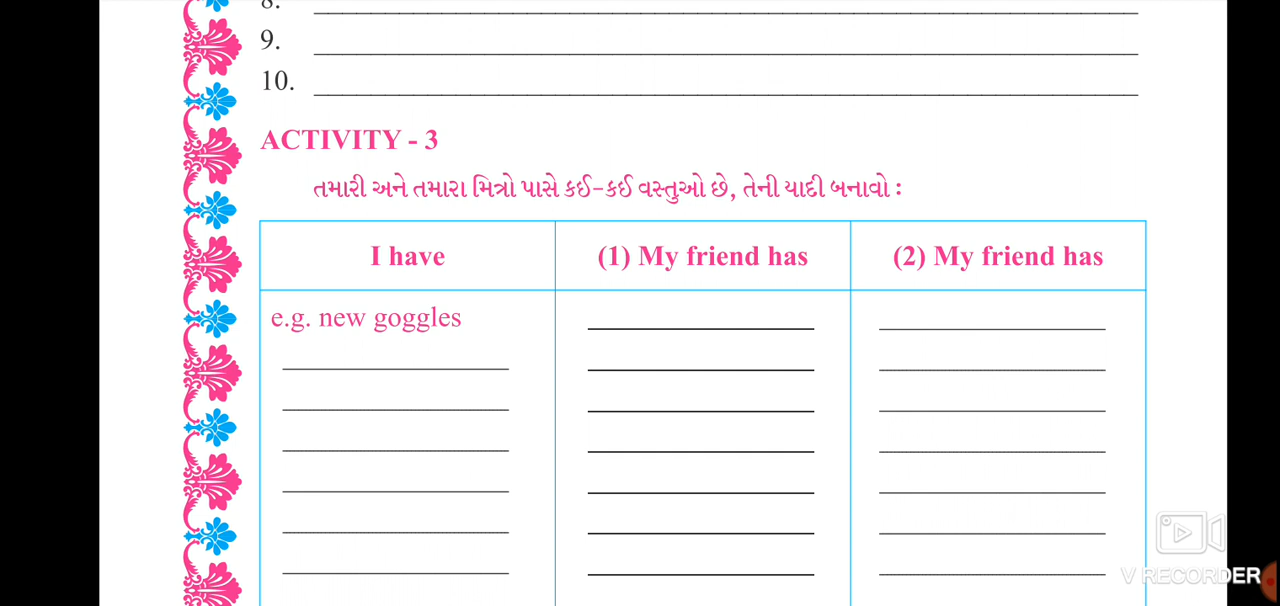 8.
9.
10.
ACTIVITY - 3
તમારી અને તમારા મિત્રો પાસે કઈ-કઈ વસ્તુઓ છે, તેની યાદી બનાવો :
I have
(1) My friend has
(2) My friend has
e.g. new goggles
V RECORDER